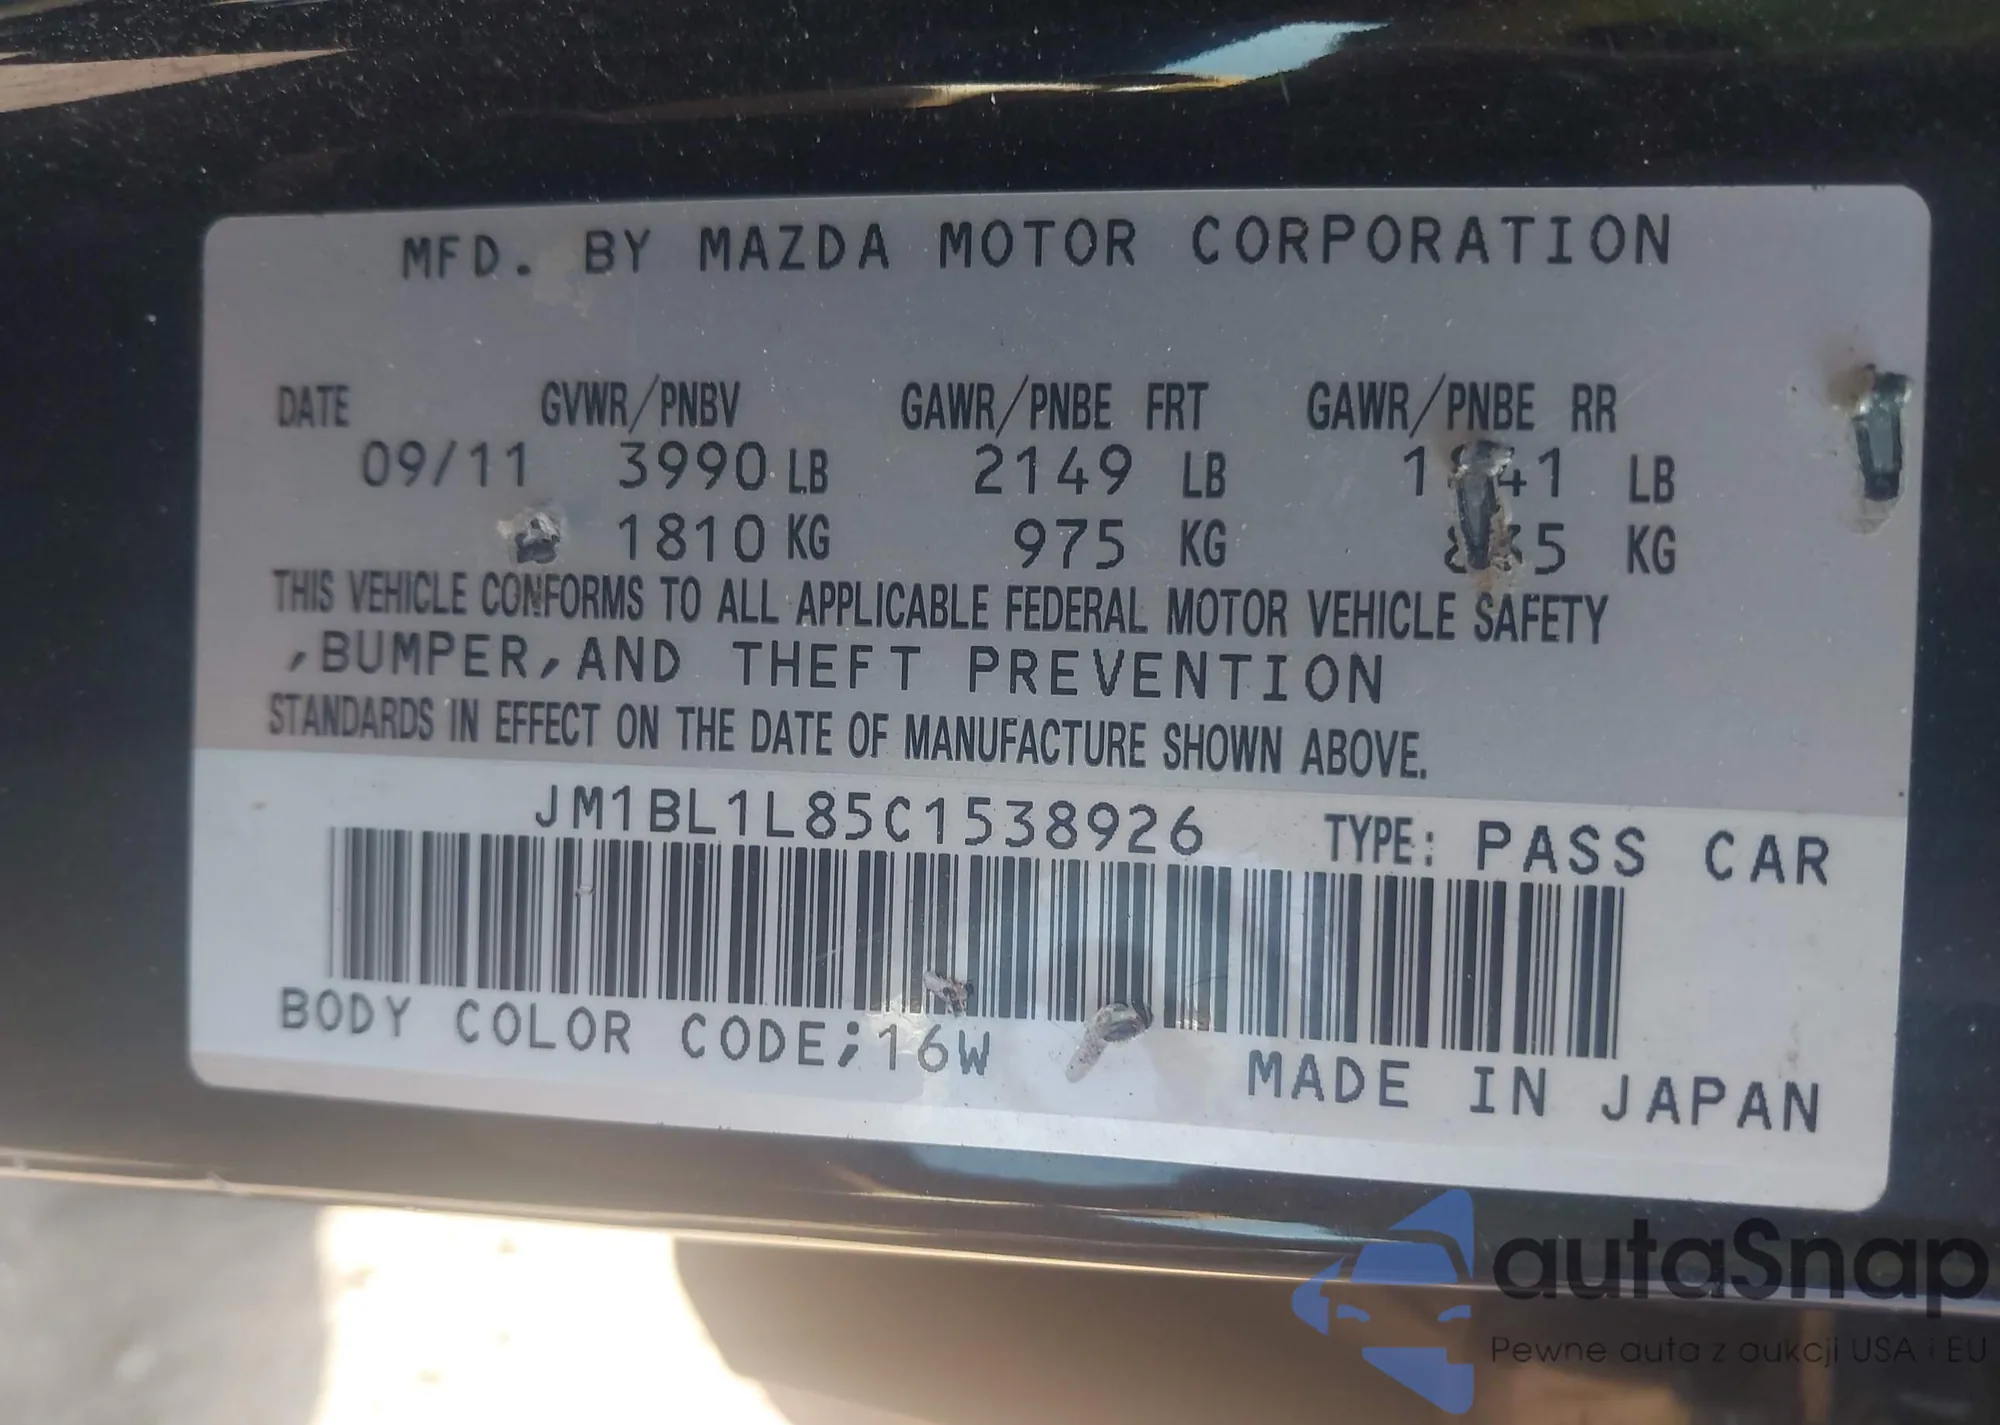 MFD. BY MAZDA MOTOR CORPORATION
DATE GVWR/PNBV GAWR/PNBE FRT GAWR/PNBE RR
09/11 3990 LB 2149 LB LB
1810 KG 975 KG KG
THIS VEHICLE CONFORMS TO ALL APPLICABLE FEDERAL MOTOR VEHICLE SAFETY
,BUMPER,AND THEFT PREVENTION
STANDARDS IN EFFECT ON THE DATE OF MANUFACTURE SHOWN ABOVE.
JM1BL1L85C1538926 TYPE: PASS CAR
BODY COLOR CODE;16W MADE IN JAPAN
autaSnap
Pewne auta z aukcji USA i EU